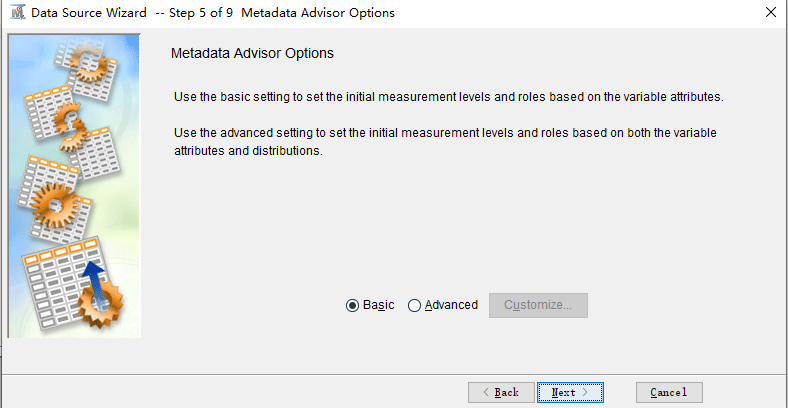 Data Source Wizard -- Step 5 of 9 Metadata Advisor Options
Metadata Advisor Options
Use the basic setting to set the initial measurement levels and roles based on the variable attributes.
Use the advanced setting to set the initial measurement levels and roles based on both the variable
attributes and distributions.
Basic Advanced Customize...
< Back Next > Cancel